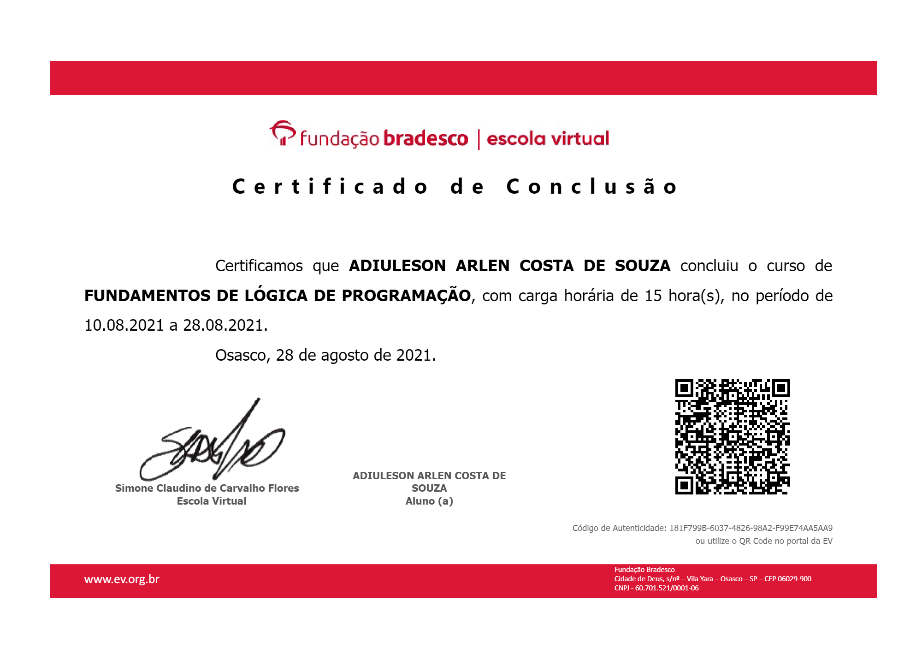 fundação bradesco | escola virtual
Certificado de Conclusão
Certificamos que ADIULESON ARLEN COSTA DE SOUZA concluiu o curso de
FUNDAMENTOS DE LÓGICA DE PROGRAMAÇÃO, com carga horária de 15 hora(s), no período de
10.08.2021 a 28.08.2021.
Osasco, 28 de agosto de 2021.
Simone Claudino de Carvalho Flores
Escola Virtual
ADIULESON ARLEN COSTA DE
SOUZA
Aluno (a)
Código de Autenticidade: 181F799B-6037-4826-98A2-F99E74AA5AA9
ou utilize o QR Code no portal da EV
www.ev.org.br
Fundação Bradesco
Cidade de Deus, s/nº – Vila Yara – Osasco – SP – CEP 06029-900
CNPJ - 60.701.521/0001-06